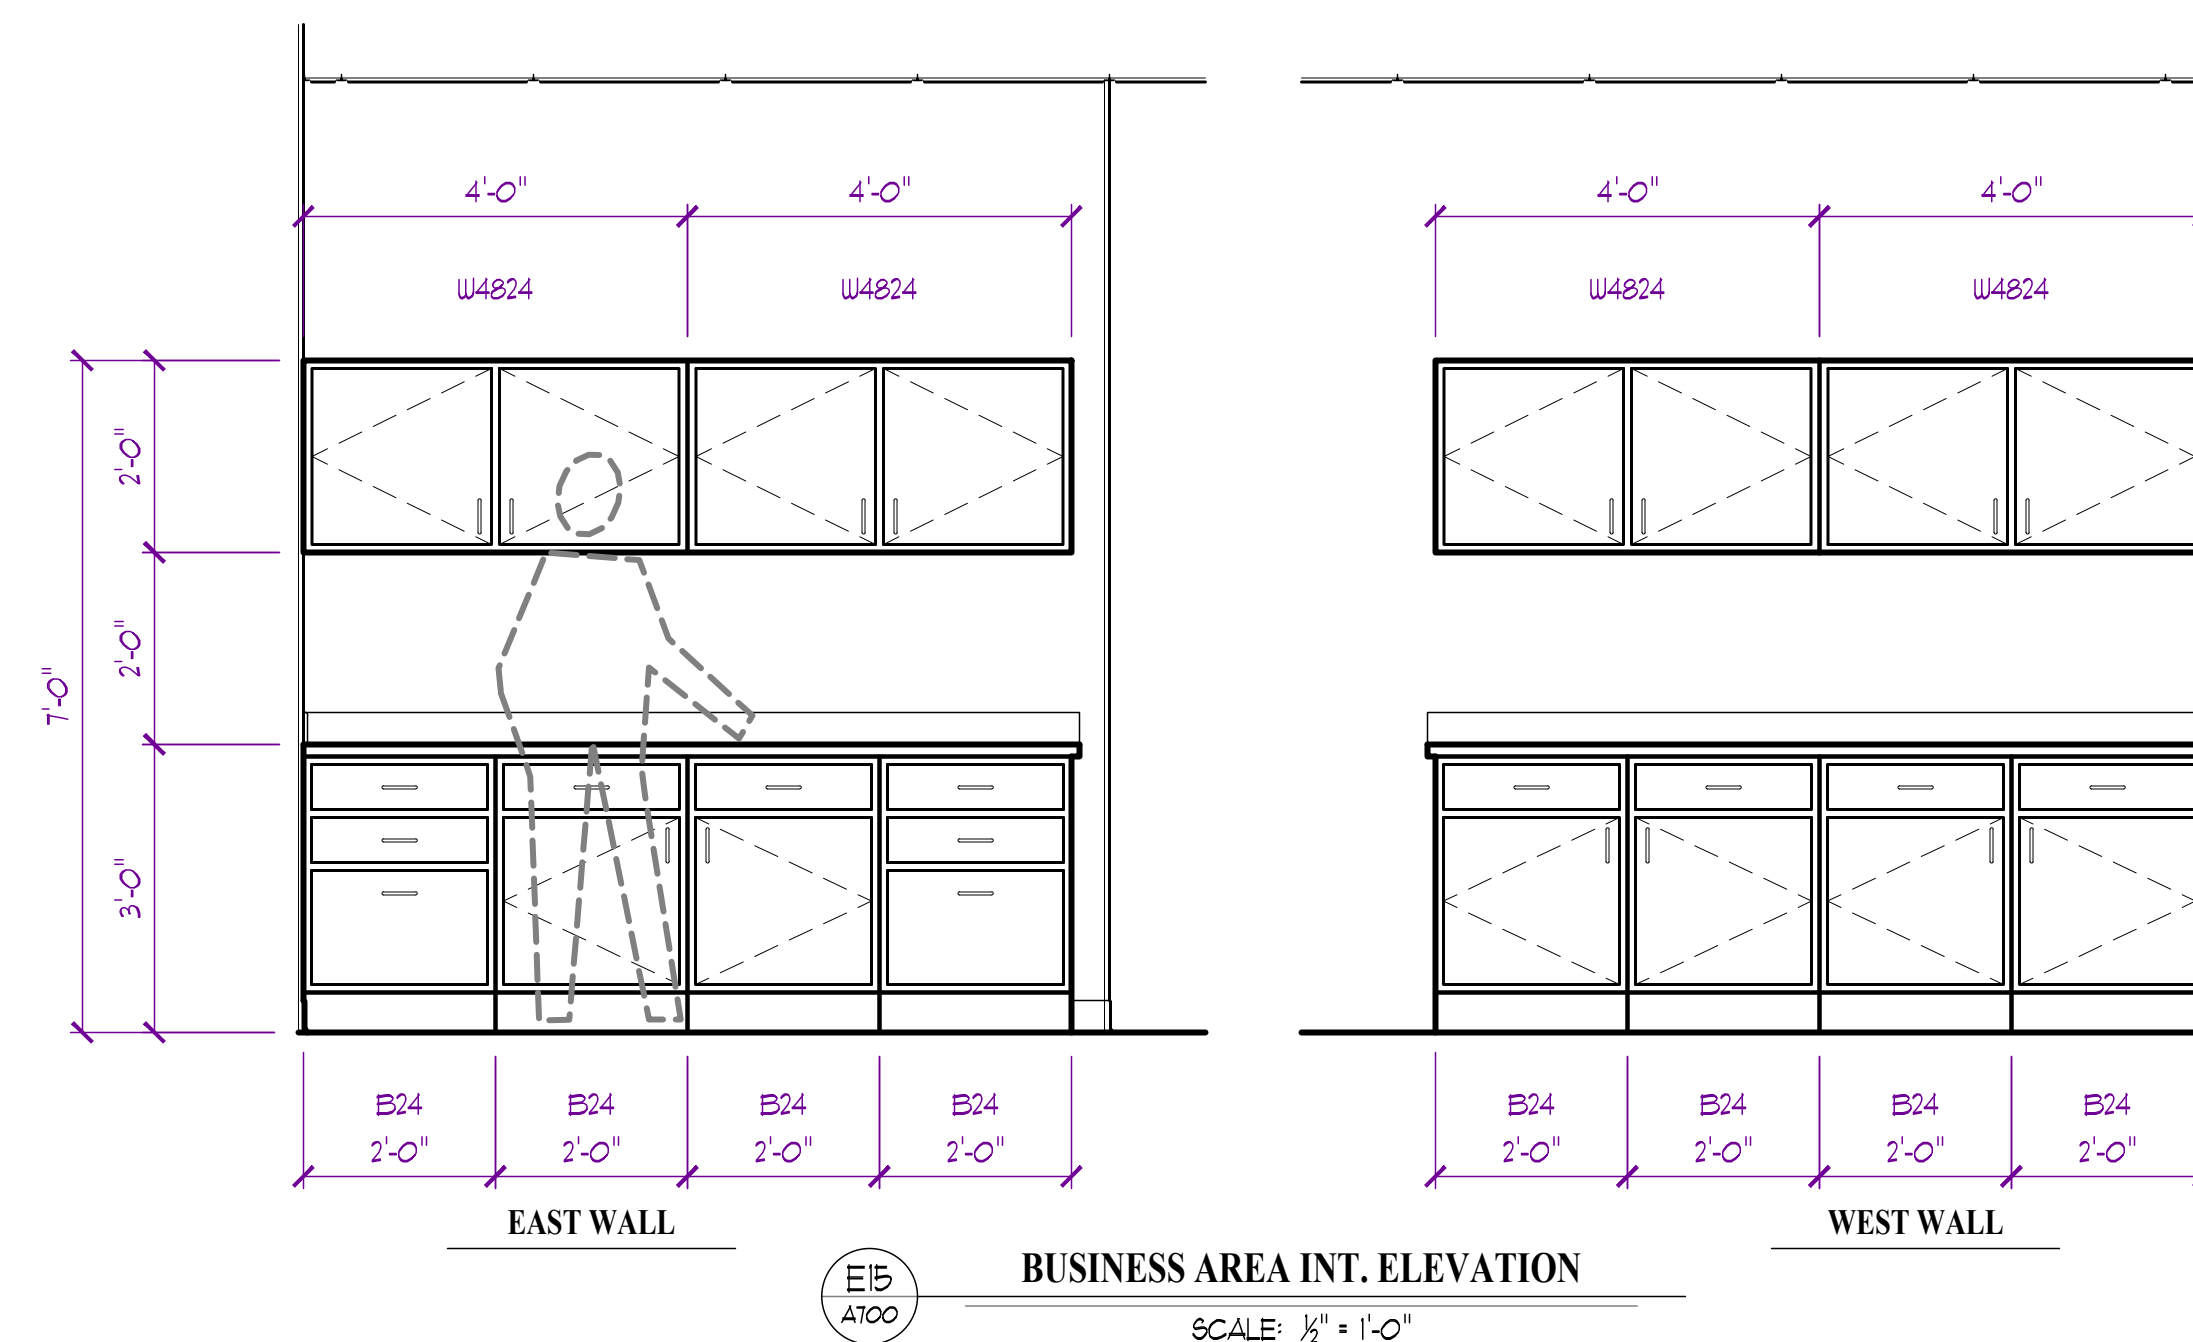 4'-0" 4'-0" 4'-0" 4'-0"
W4824 W4824 W4824 W4824
2'-0"
2'-0"
7'-0"
3'-0"
B24 B24 B24 B24 B24 B24 B24 B24
2'-0" 2'-0" 2'-0" 2'-0" 2'-0" 2'-0" 2'-0" 2'-0"
EAST WALL WEST WALL
E15 BUSINESS AREA INT. ELEVATION
A700
SCALE: ½" = 1'-0"